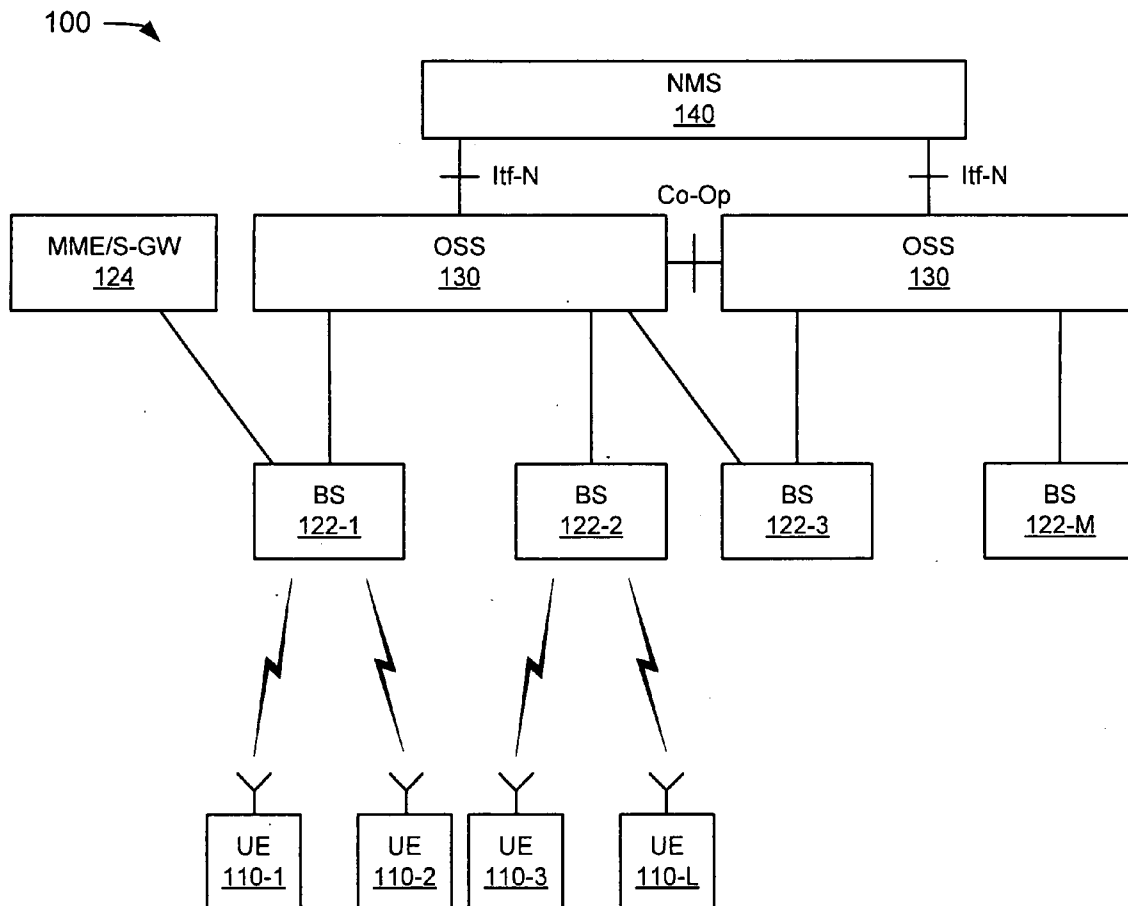 100
NMS
140
Itf-N
Itf-N
Co-Op
MME/S-GW
124
OSS
130
OSS
130
BS
122-1
BS
122-2
BS
122-3
BS
122-M
UE
110-1
UE
110-2
UE
110-3
UE
110-L